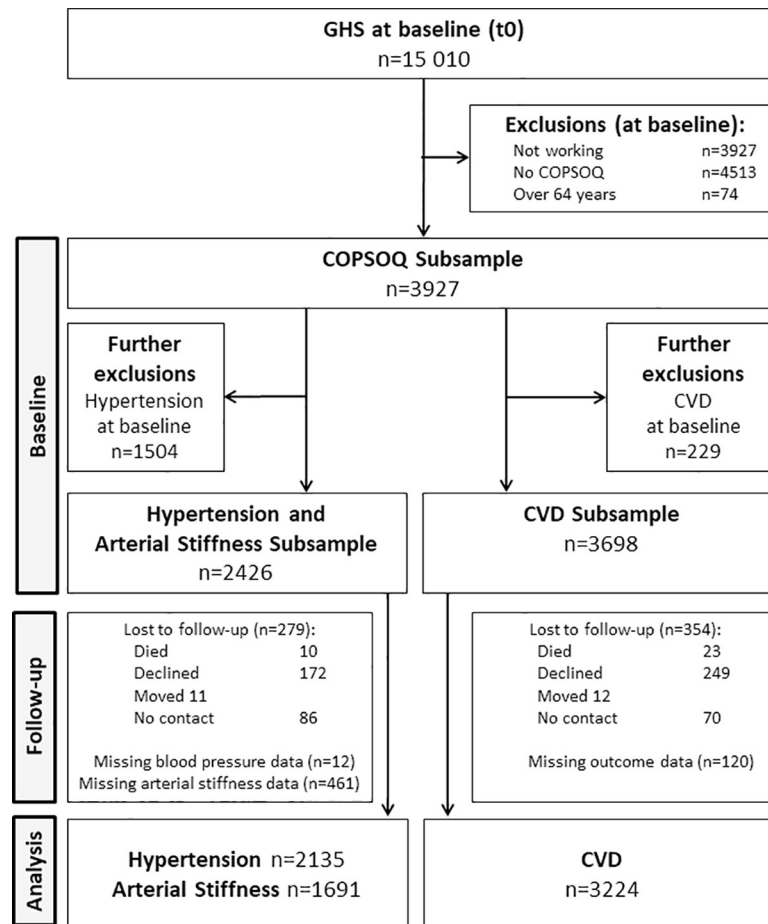 GHS at baseline (t0)
n=15 010
Exclusions (at baseline):
Not working n=3927
No COPSOQ n=4513
Over 64 years n=74
Baseline
COPSOQ Subsample
n=3927
Further
exclusions
Hypertension
at baseline
n=1504
Further
exclusions
CVD
at baseline
n=229
Hypertension and
Arterial Stiffness Subsample
n=2426
CVD Subsample
n=3698
Follow-up
Lost to follow-up (n=279):
Died 10
Declined 172
Moved 11
No contact 86
Missing blood pressure data (n=12)
Missing arterial stiffness data (n=461)
Lost to follow-up (n=354):
Died 23
Declined 249
Moved 12
No contact 70
Missing outcome data (n=120)
Analysis
Hypertension n=2135
Arterial Stiffness n=1691
CVD
n=3224